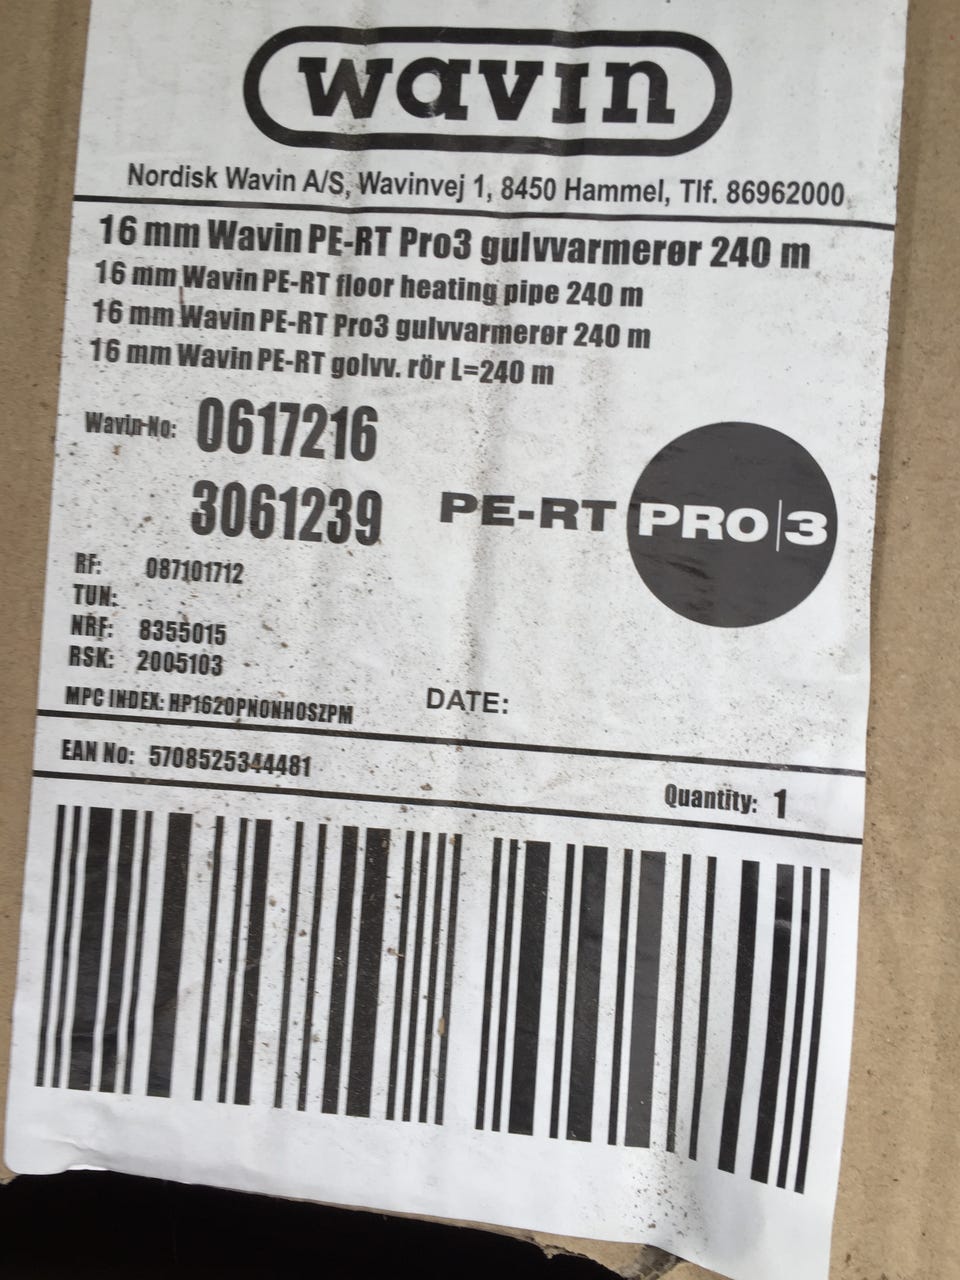 wavin
Nordisk Wavin A/S, Wavinvej 1, 8450 Hammel, Tlf. 86962000
16 mm Wavin PE-RT Pro3 gulvvarmerør 240 m
16 mm Wavin PE-RT floor heating pipe 240 m
16 mm Wavin PE-RT Pro3 gulvvarmerør 240 m
16 mm Wavin PE-RT golvv. rör L=240 m
Wavin-No: 0617216
3061239
PE-RT PRO|3
RF: 087101712
TUN:
NRF: 8355015
RSK: 2005103
MPC INDEX: HP1620PN0NH0SZPM
DATE:
EAN No: 5708525344481
Quantity: 1